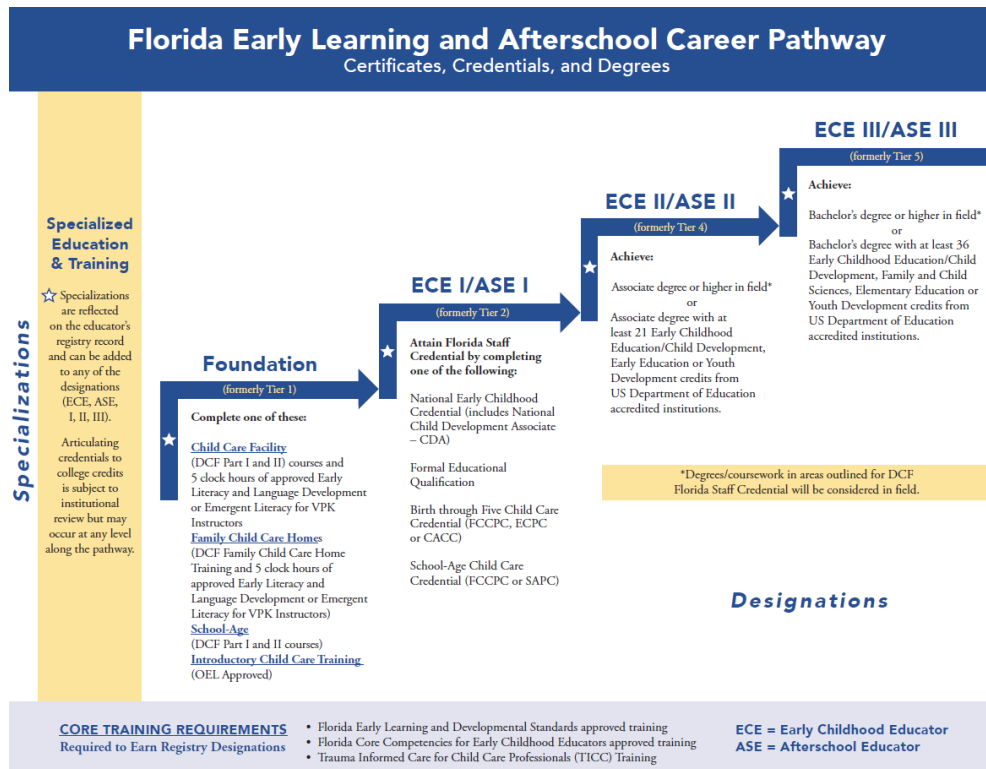 Florida Early Learning and Afterschool Career Pathway
Certificates, Credentials, and Degrees
Specializations
Specialized
Education
& Training
Specializations
are reflected
on the educator's
registry record
and can be added
to any of the
designations
(ECE, ASE,
I, II, III).
Articulating
credentials to
college credits
is subject to
institutional
review but may
occur at any level
along the pathway.
Foundation
(formerly Tier 1)
Complete one of these:
Child Care Facility
(DCF Part I and II) courses and
5 clock hours of approved Early
Literacy and Language Development
or Emergent Literacy for VPK
Instructors
Family Child Care Homes
(DCF Family Child Care Home
Training and 5 clock hours of
approved Early Literacy and
Language Development or Emergent
Literacy for VPK Instructors)
School-Age
(DCF Part I and II courses)
Introductory Child Care Training
(OEL Approved)
ECE I/ASE I
(formerly Tier 2)
Attain Florida Staff
Credential by completing
one of the following:
National Early Childhood
Credential (includes National
Child Development Associate
– CDA)
Formal Educational
Qualification
Birth through Five Child Care
Credential (FCCPC, ECPC
or CACC)
School-Age Child Care
Credential (FCCPC or SAPC)
ECE II/ASE II
(formerly Tier 4)
Achieve:
Associate degree or higher in field*
or
Associate degree with at
least 21 Early Childhood
Education/Child Development,
Early Education or Youth
Development credits from
US Department of Education
accredited institutions.
ECE III/ASE III
(formerly Tier 5)
Achieve:
Bachelor's degree or higher in field*
or
Bachelor's degree with at least 36
Early Childhood Education/Child
Development, Family and Child
Sciences, Elementary Education or
Youth Development credits from
US Department of Education
accredited institutions.
*Degrees/coursework in areas outlined for DCF
Florida Staff Credential will be considered in field.
Designations
CORE TRAINING REQUIREMENTS
Required to Earn Registry Designations
• Florida Early Learning and Developmental Standards approved training
• Florida Core Competencies for Early Childhood Educators approved training
• Trauma Informed Care for Child Care Professionals (TICC) Training
ECE = Early Childhood Educator
ASE = Afterschool Educator